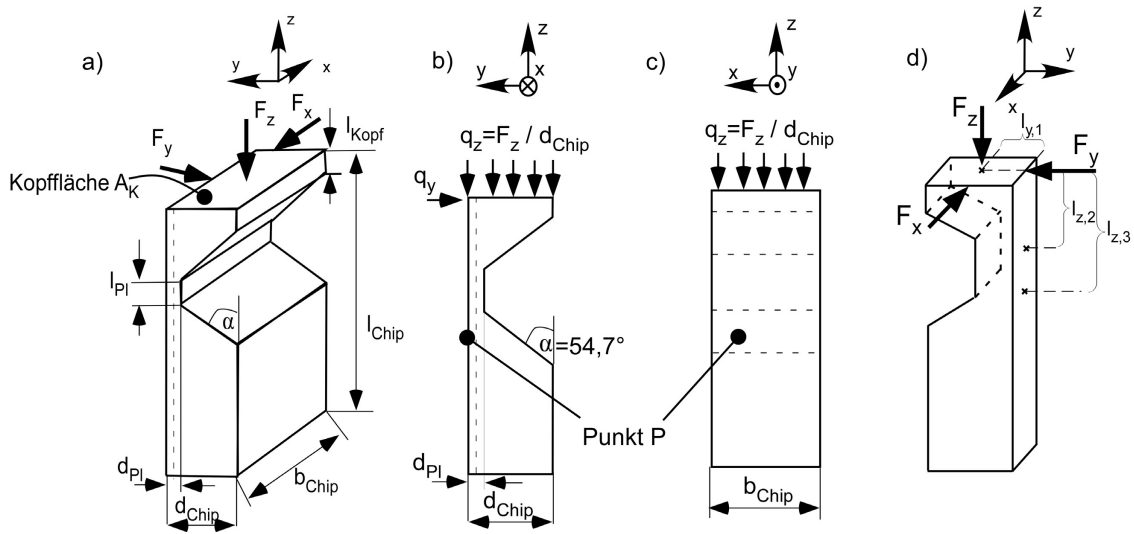 a)
z
y
x
F_z
F_x
F_y
l_Kopf
Kopffläche A_K
l_Pl
α
l_Chip
d_Pl
d_Chip
b_Chip
b)
z
y
x
q_z=F_z / d_Chip
q_y
α=54,7°
d_Pl
d_Chip
Punkt P
c)
z
x
y
q_z=F_z / d_Chip
b_Chip
d)
z
y
x
F_z
l_y,1
F_y
F_x
l_z,2
l_z,3